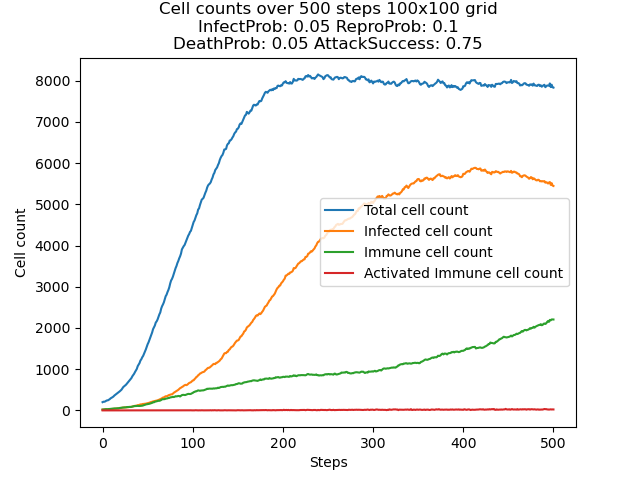 Cell counts over 500 steps 100x100 grid
InfectProb: 0.05 ReproProb: 0.1
DeathProb: 0.05 AttackSuccess: 0.75
Cell count
8000
7000
6000
5000
4000
3000
2000
1000
0
Total cell count
Infected cell count
Immune cell count
Activated Immune cell count
0 100 200 300 400 500
Steps